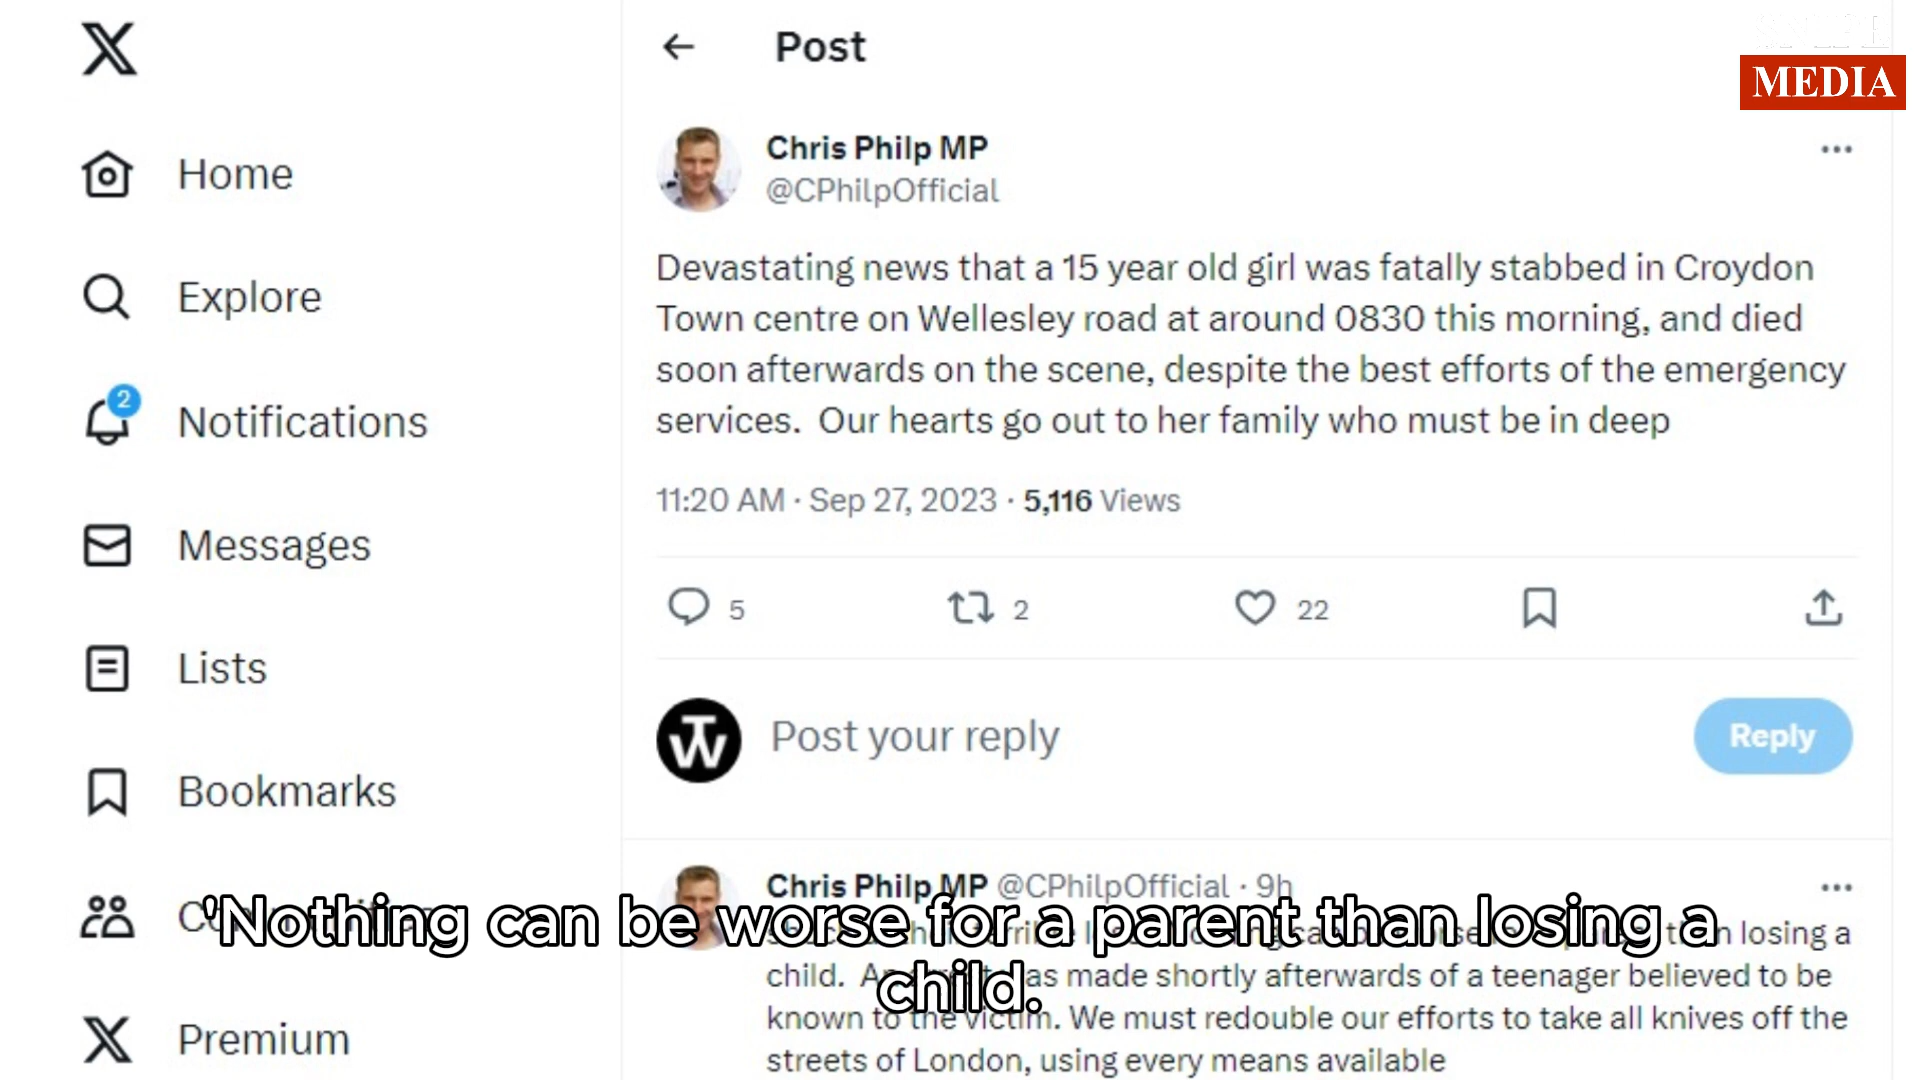 Post
MEDIA
Home
Explore
2
Notifications
Messages
Lists
Bookmarks
Premium
Chris Philp MP
@CPhilpOfficial
Devastating news that a 15 year old girl was fatally stabbed in Croydon
Town centre on Wellesley road at around 0830 this morning, and died
soon afterwards on the scene, despite the best efforts of the emergency
services. Our hearts go out to her family who must be in deep
11:20 AM · Sep 27, 2023 · 5,116 Views
5 2 22
Post your reply
Reply
Chris Philp MP @CPhilpOfficial · 9h
losing a
child. as made shortly afterwards of a teenager believed to be
known to the victim. We must redouble our efforts to take all knives off the
streets of London, using every means available
'Nothing can be worse for a parent than losing a
child.